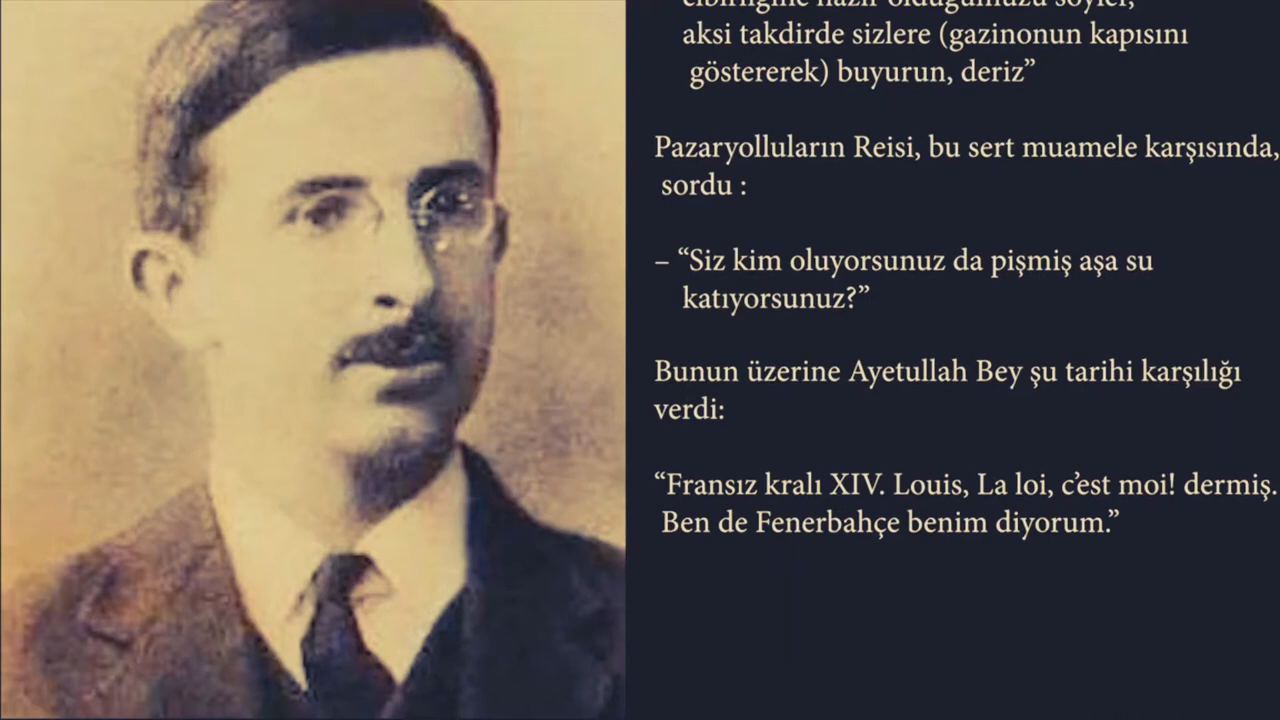 aksi takdirde sizlere (gazinonun kapısını
göstererek) buyurun, deriz”
Pazaryolluların Reisi, bu sert muamele karşısında,
sordu :
– “Siz kim oluyorsunuz da pişmiş aşa su
katıyorsunuz?”
Bunun üzerine Ayetullah Bey şu tarihi karşılığı
verdi:
“Fransız kralı XIV. Louis, La loi, c’est moi! dermiş.
Ben de Fenerbahçe benim diyorum.”